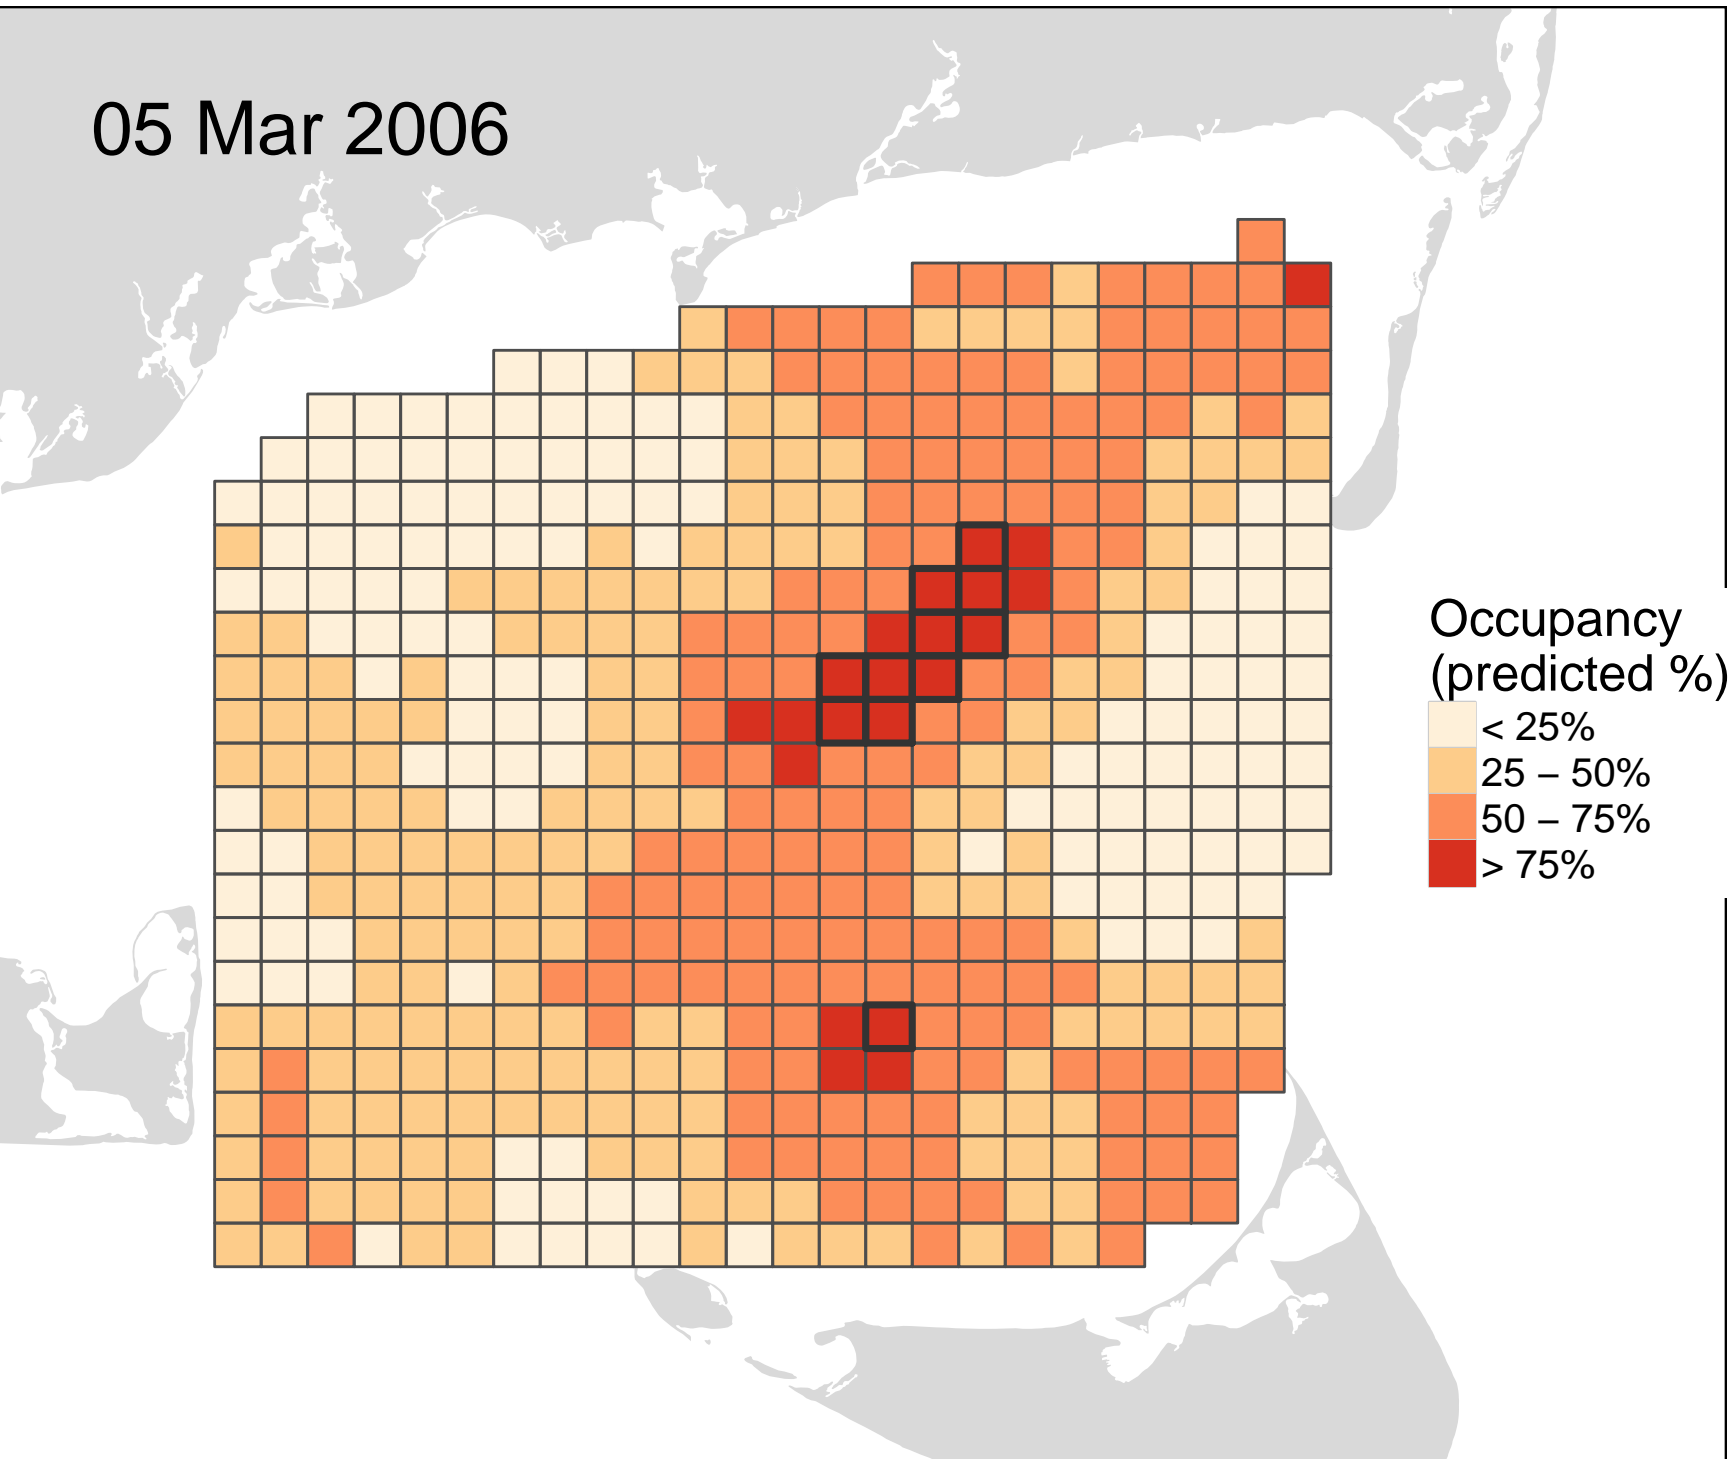 05 Mar 2006
Occupancy
(predicted %)
< 25%
25 – 50%
50 – 75%
> 75%